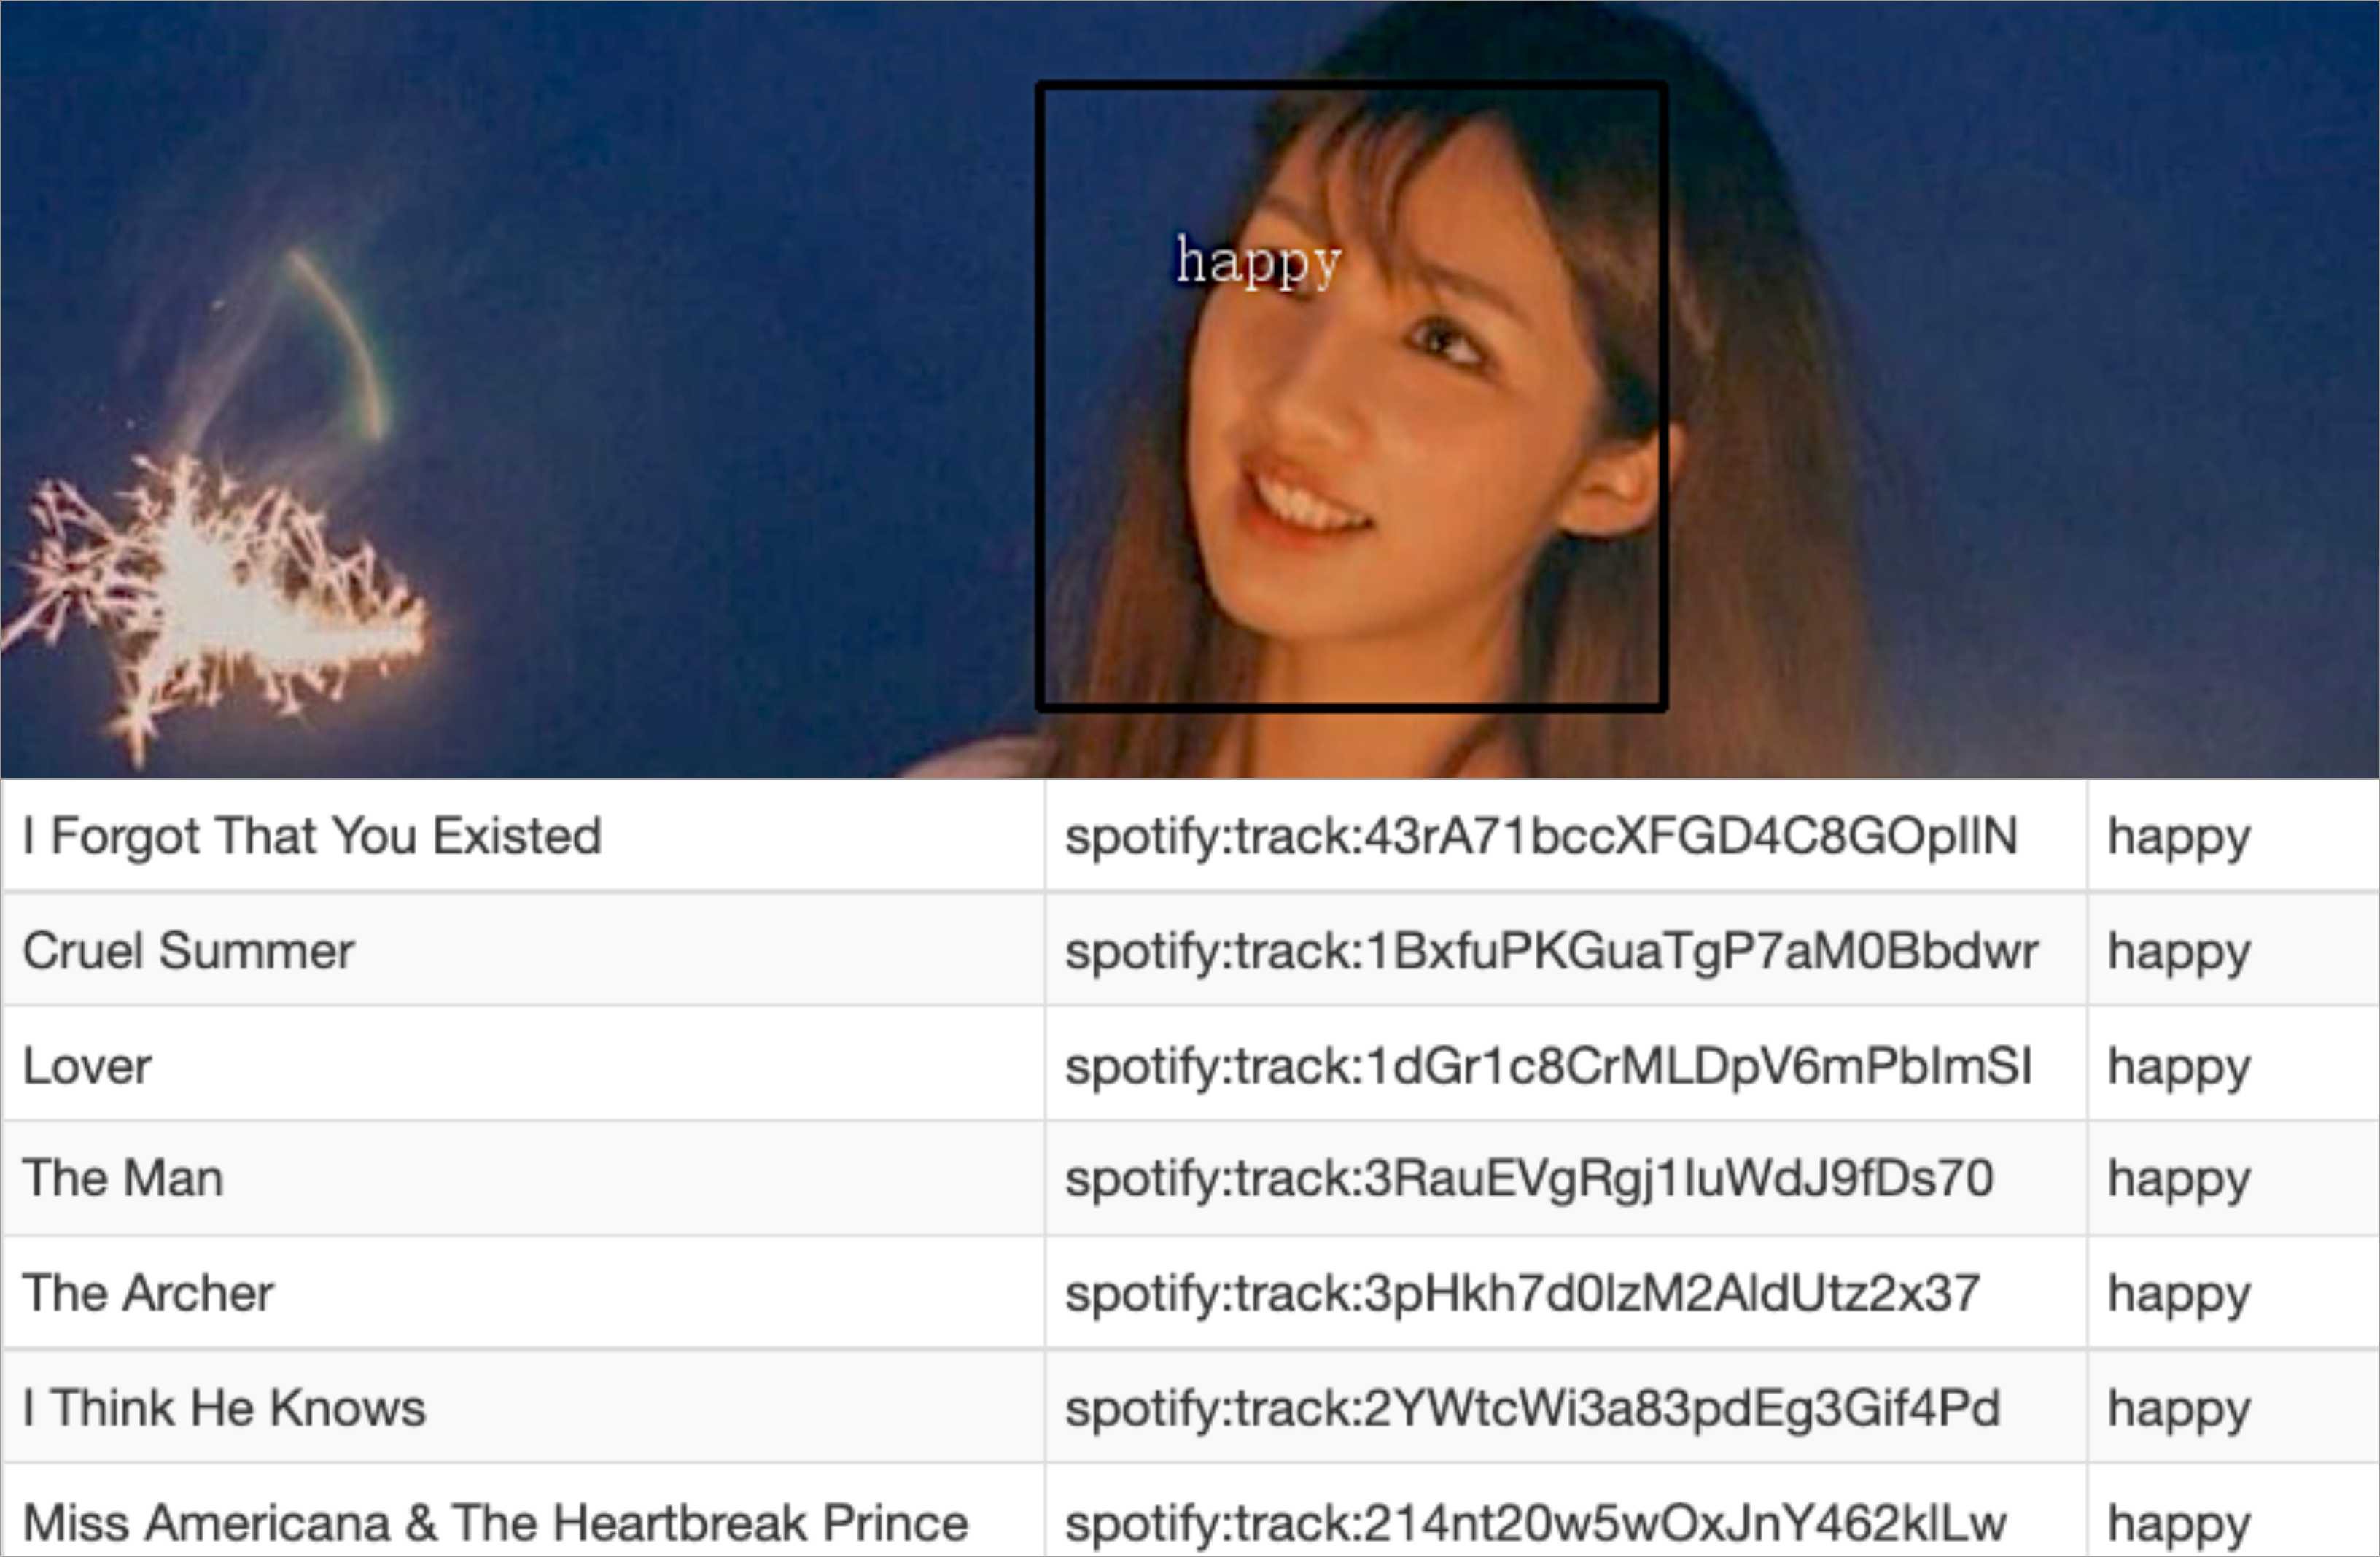 happy
I Forgot That You Existed spotify:track:43rA71bccXFGD4C8GOpllN happy
Cruel Summer spotify:track:1BxfuPKGuaTgP7aM0Bbdwr happy
Lover spotify:track:1dGr1c8CrMLDpV6mPbImSI happy
The Man spotify:track:3RauEVgRgj1IuWdJ9fDs70 happy
The Archer spotify:track:3pHkh7d0lzM2AldUtz2x37 happy
I Think He Knows spotify:track:2YWtcWi3a83pdEg3Gif4Pd happy
Miss Americana & The Heartbreak Prince spotify:track:214nt20w5wOxJnY462klLw happy